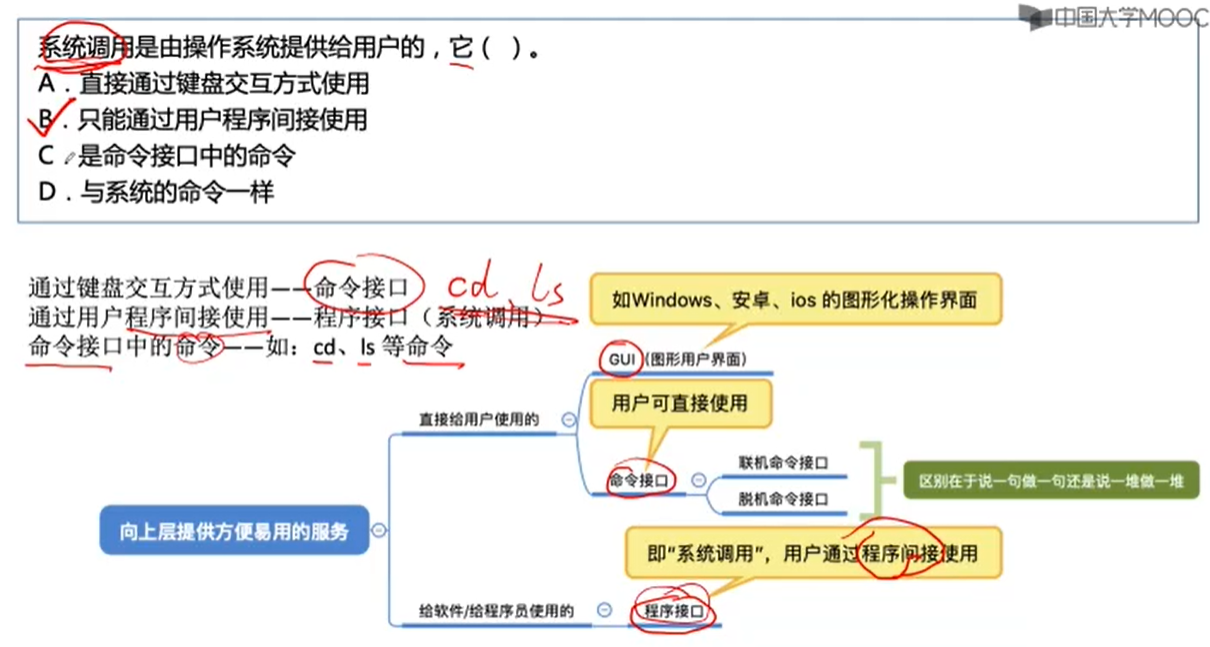 中国大学MOOC
系统调用是由操作系统提供给用户的，它（ ）。
A．直接通过键盘交互方式使用
B．只能通过用户程序间接使用
C．是命令接口中的命令
D．与系统的命令一样
通过键盘交互方式使用——命令接口
cd、ls
通过用户程序间接使用——程序接口（系统调用）
命令接口中的命令——如：cd、ls 等命令
如Windows、安卓、ios 的图形化操作界面
GUI (图形用户界面)
用户可直接使用
直接给用户使用的
命令接口
联机命令接口
脱机命令接口
区别在于说一句做一句还是说一堆做一堆
向上层提供方便易用的服务
即“系统调用”，用户通过程序间接使用
给软件/给程序员使用的
程序接口